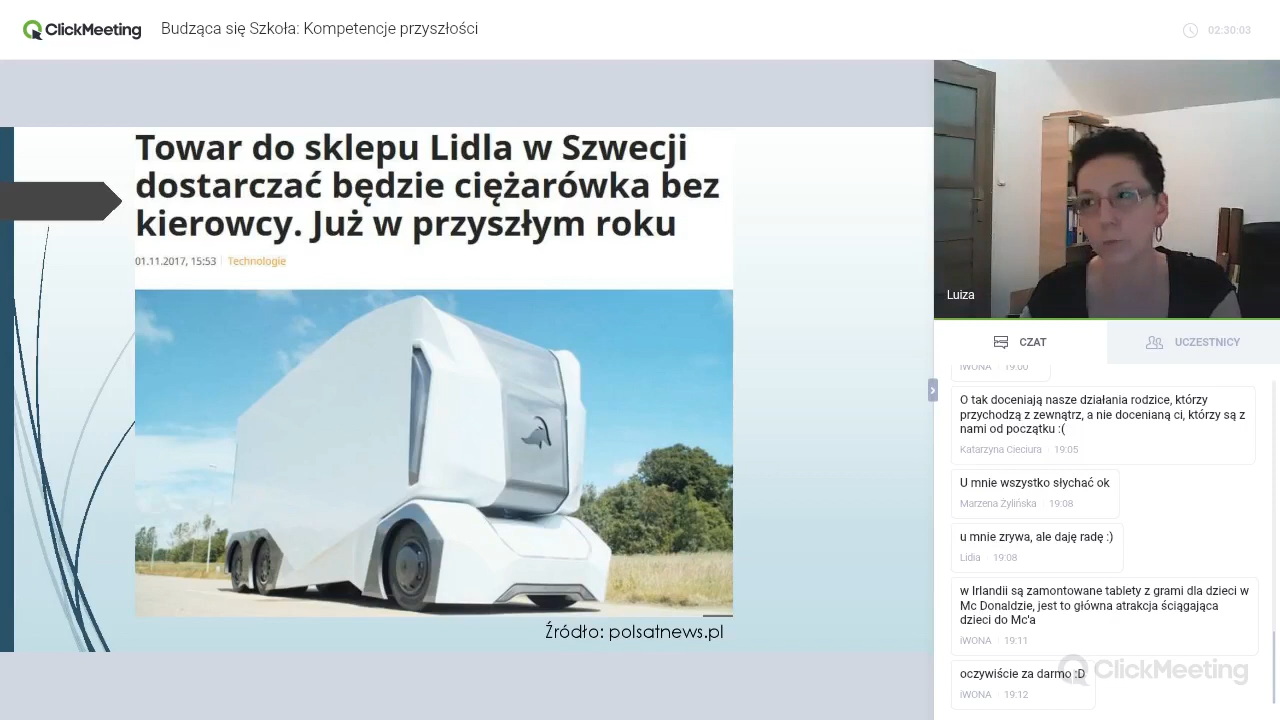 ClickMeeting
Budząca się Szkoła: Kompetencje przyszłości
02:30:03
Towar do sklepu Lidla w Szwecji
dostarczać będzie ciężarówka bez
kierowcy. Już w przyszłym roku
01.11.2017, 15:53 | Technologie
Źródło: polsatnews.pl
Luiza
CZAT
UCZESTNICY
iWONA 19:00
O tak doceniają nasze działania rodzice, którzy
przychodzą z zewnątrz, a nie docenianą ci, którzy są z
nami od początku :(
Katarzyna Cieciura 19:05
U mnie wszystko słychać ok
Marzena Żylińska 19:08
u mnie zrywa, ale daję radę :)
Lidia 19:08
w Irlandii są zamontowane tablety z grami dla dzieci w
Mc Donaldzie, jest to główna atrakcja ściągająca
dzieci do Mc'a
iWONA 19:11
oczywiście za darmo :D
iWONA 19:12
ClickMeeting